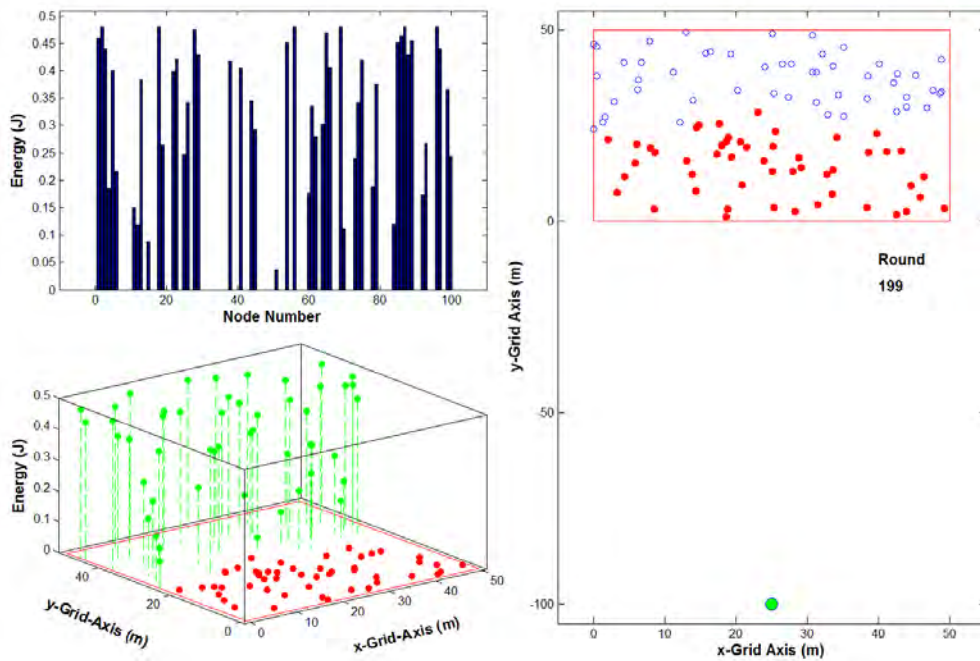 0.5
0.45
0.4
0.35
0.3
0.25
0.2
0.15
0.1
0.05
0
Energy (J)
0 20 40 60 80 100
Node Number
0.5
0.4
0.3
0.2
0.1
0
Energy (J)
40
20
0
y-Grid-Axis (m)
0 10 20 30 40 50
x-Grid-Axis (m)
50
0
-50
-100
y-Grid Axis (m)
Round
199
0 10 20 30 40 50
x-Grid Axis (m)